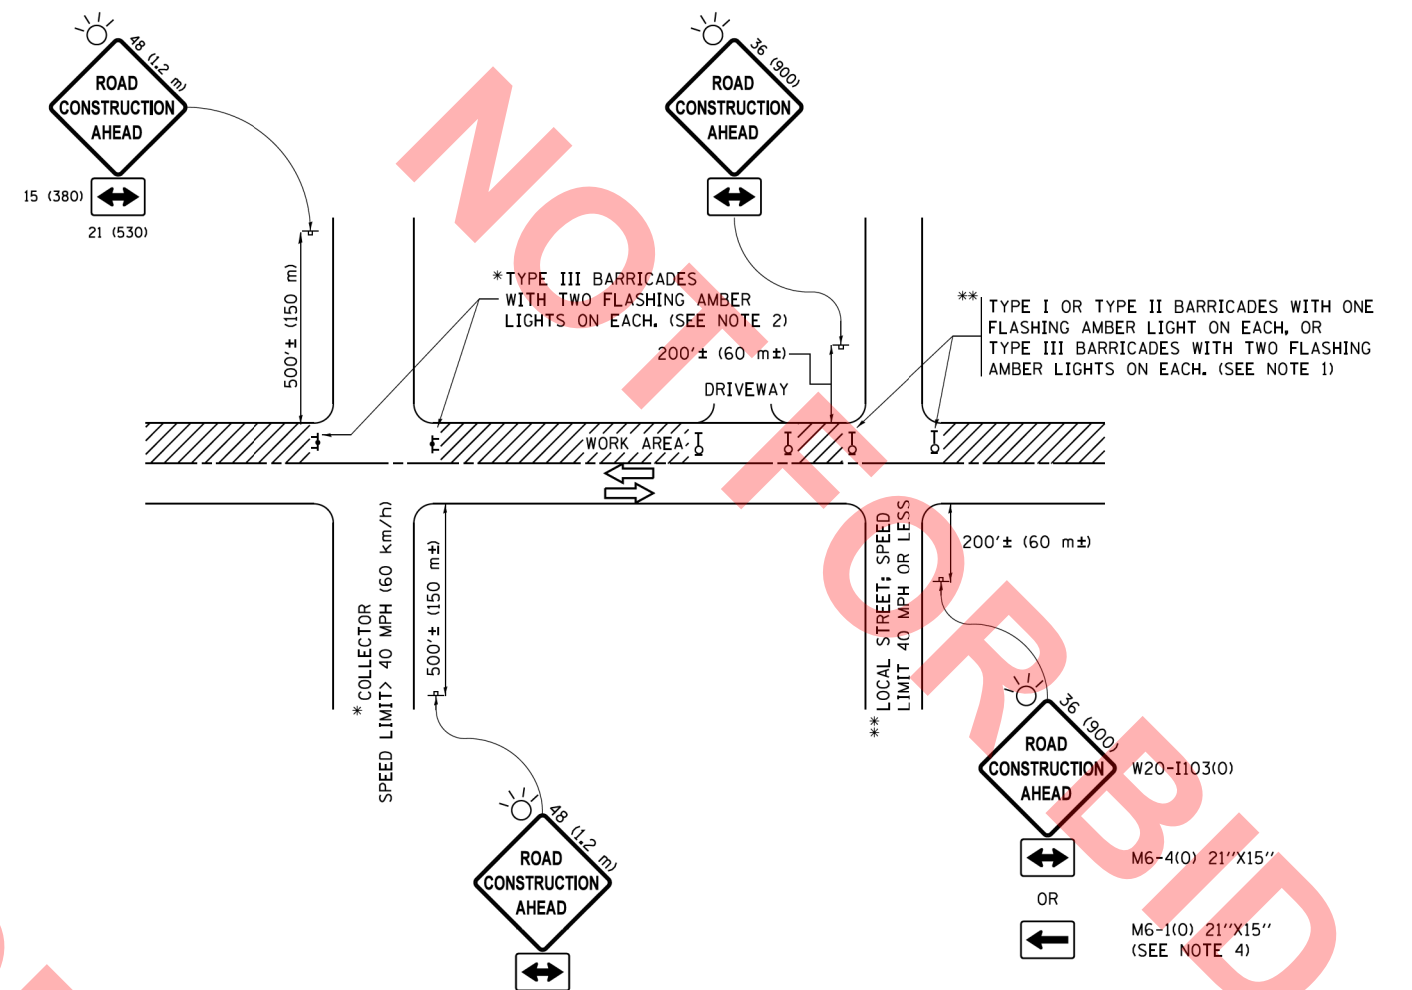 48 (1.2 m)
ROAD
CONSTRUCTION
AHEAD
15 (380)
21 (530)
36 (900)
ROAD
CONSTRUCTION
AHEAD
500'± (150 m)
*TYPE III BARRICADES
WITH TWO FLASHING AMBER
LIGHTS ON EACH. (SEE NOTE 2)
200'± (60 m±)
DRIVEWAY
** TYPE I OR TYPE II BARRICADES WITH ONE
FLASHING AMBER LIGHT ON EACH, OR
TYPE III BARRICADES WITH TWO FLASHING
AMBER LIGHTS ON EACH. (SEE NOTE 1)
WORK AREA
* COLLECTOR
SPEED LIMIT> 40 MPH (60 km/h)
500'± (150 m±)
** LOCAL STREET; SPEED
LIMIT 40 MPH OR LESS
200'± (60 m±)
48 (1.2 m)
ROAD
CONSTRUCTION
AHEAD
36 (900)
ROAD
CONSTRUCTION
AHEAD
W20-I103(O)
M6-4(O) 21''X15''
OR
M6-1(O) 21''X15''
(SEE NOTE 4)
NOT FOR BID